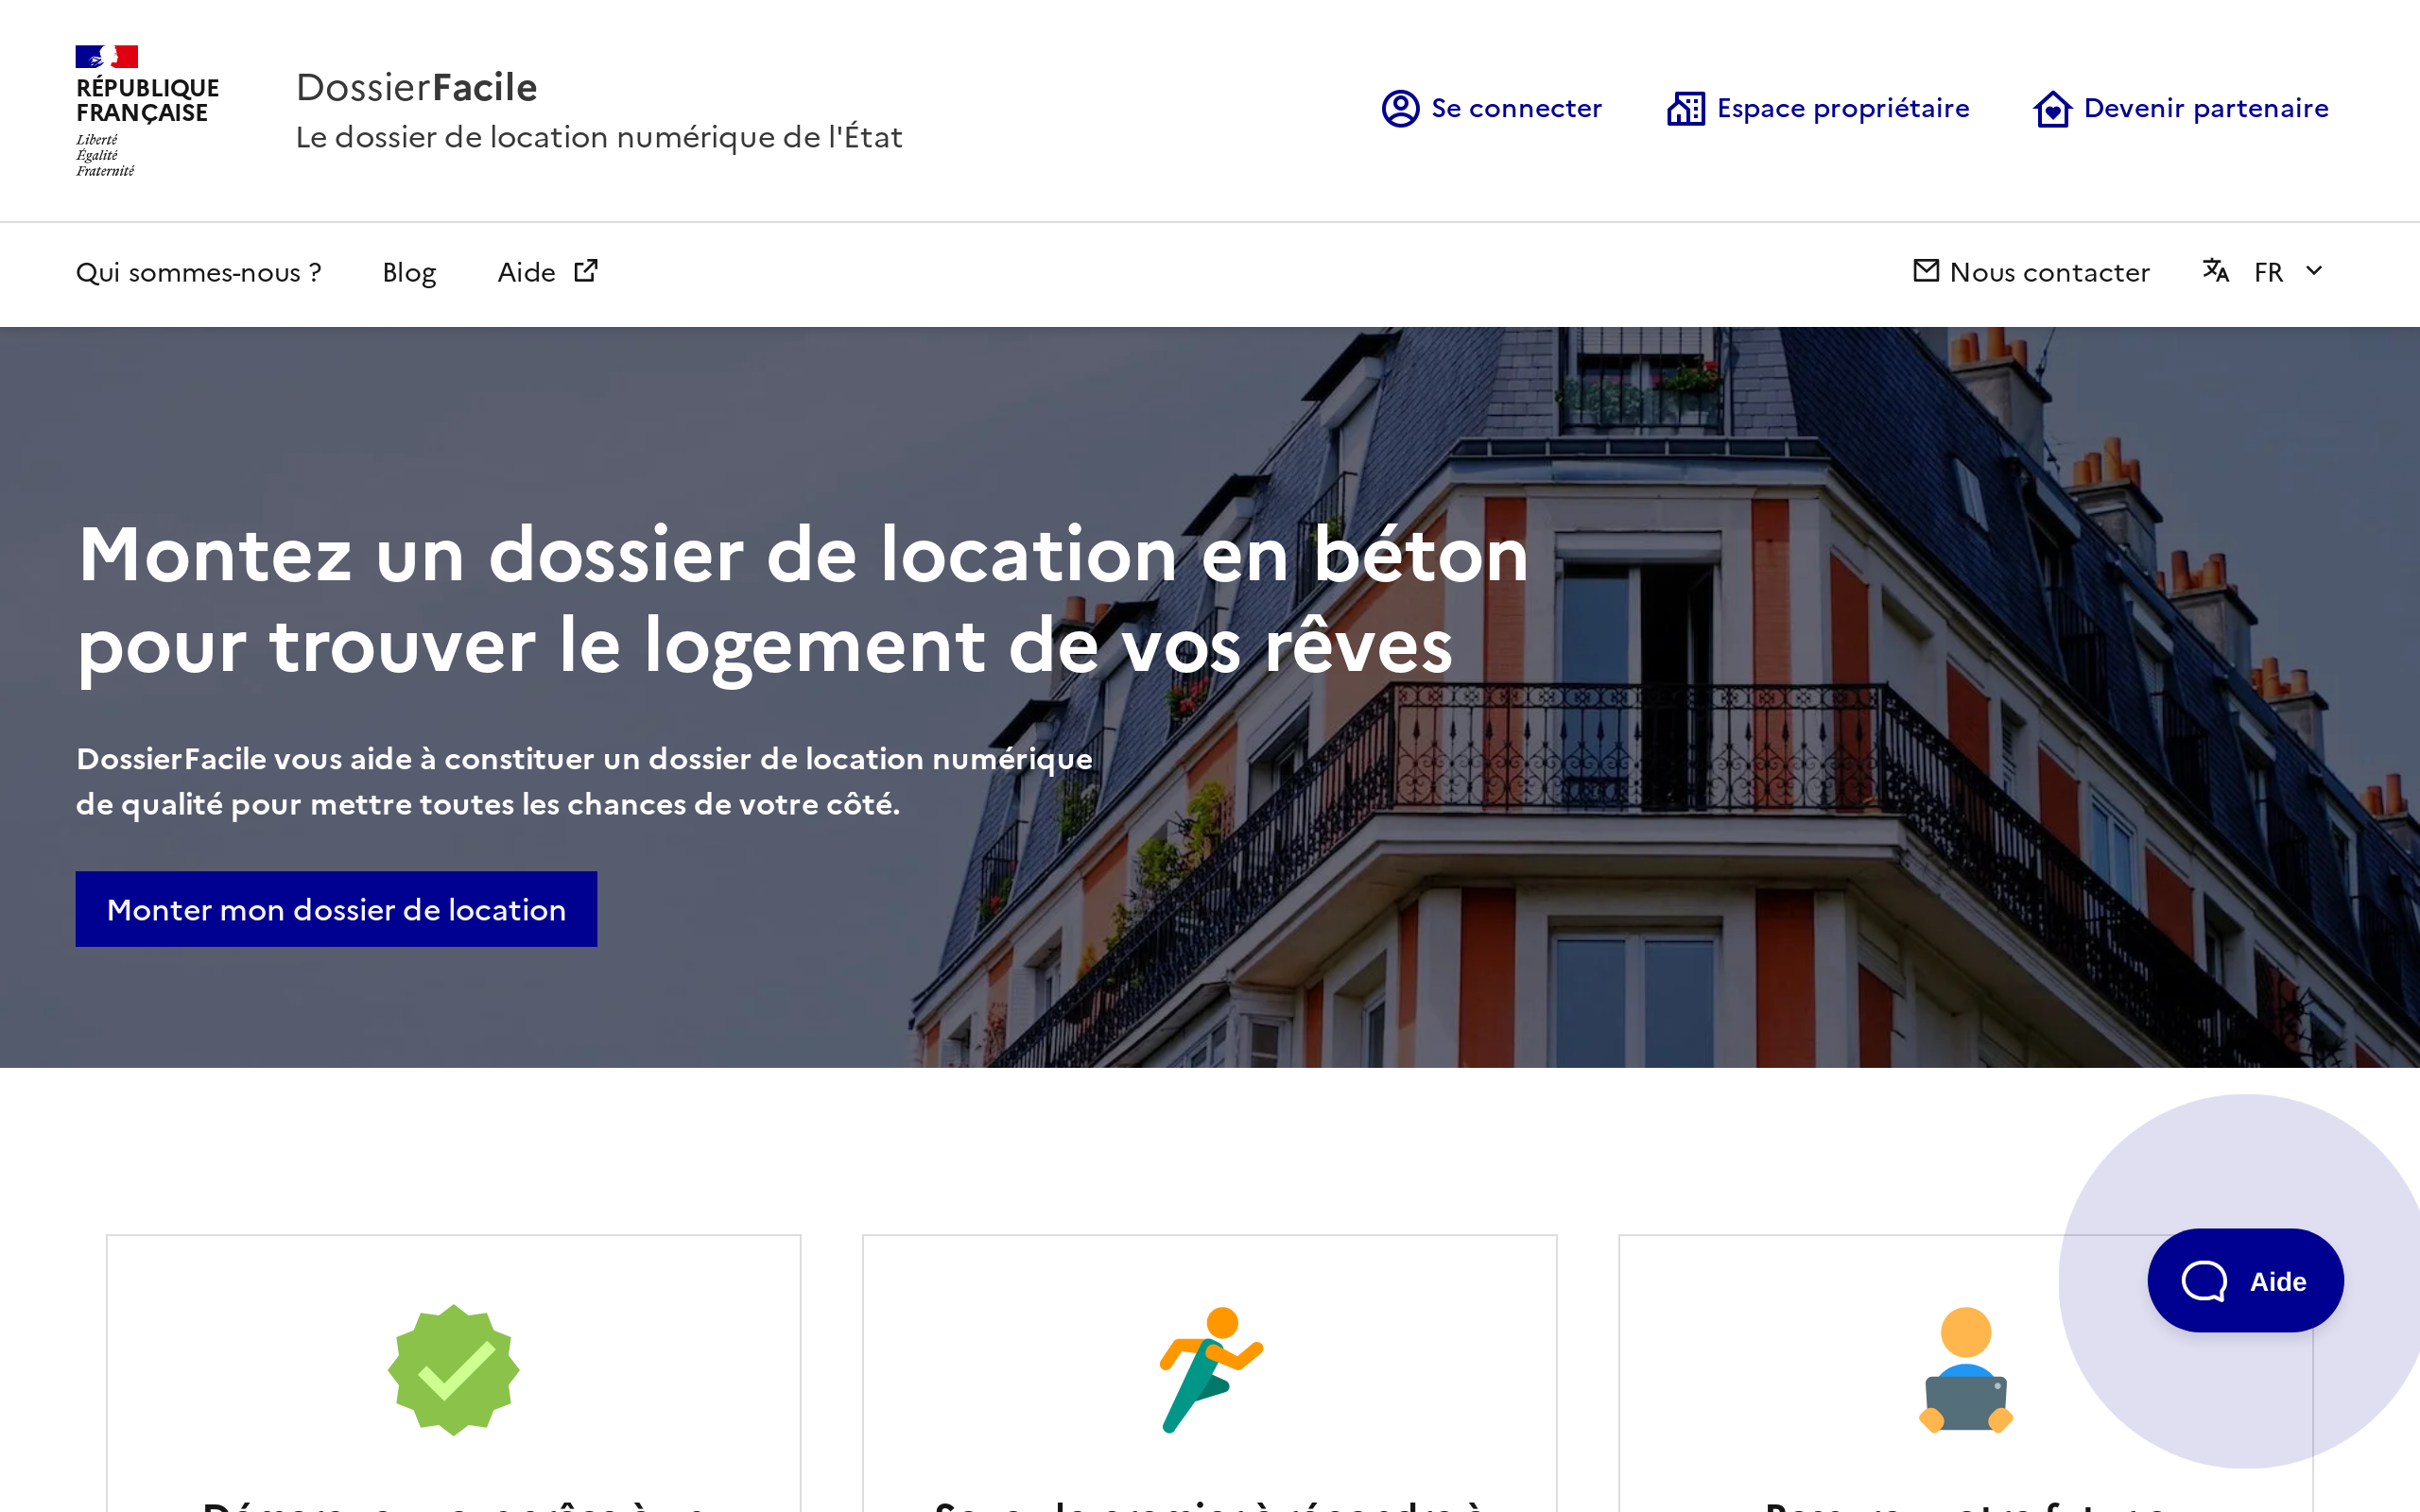 RÉPUBLIQUE
FRANÇAISE
Liberté
Égalité
Fraternité
DossierFacile
Le dossier de location numérique de l'État
Se connecter
Espace propriétaire
Devenir partenaire
Qui sommes-nous ?
Blog
Aide
Nous contacter
FR
Montez un dossier de location en béton
pour trouver le logement de vos rêves
DossierFacile vous aide à constituer un dossier de location numérique
de qualité pour mettre toutes les chances de votre côté.
Monter mon dossier de location
Aide